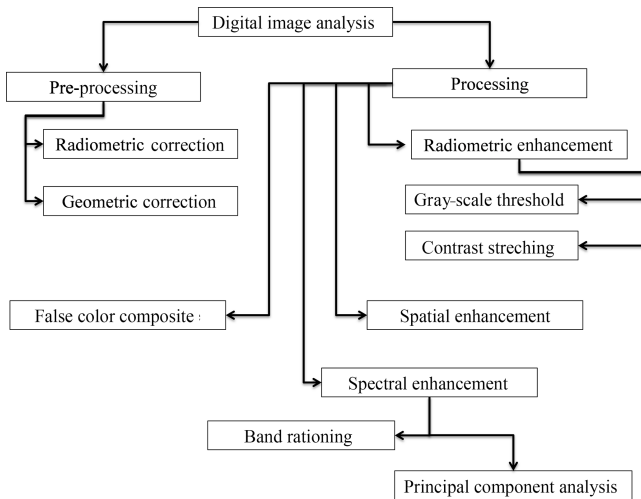 Digital image analysis
Pre-processing
Processing
Radiometric correction
Radiometric enhancement
Geometric correction
Gray-scale threshold
Contrast streching
False color composite :
Spatial enhancement
Spectral enhancement
Band rationing
Principal component analysis